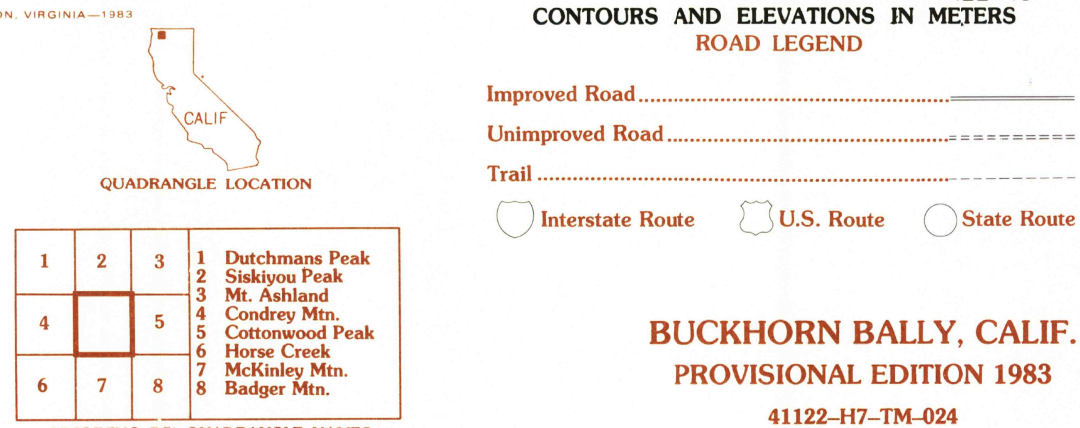 ON, VIRGINIA—1983
CALIF
QUADRANGLE LOCATION
1 2 3
4 5
6 7 8
1 Dutchmans Peak
2 Siskiyou Peak
3 Mt. Ashland
4 Condrey Mtn.
5 Cottonwood Peak
6 Horse Creek
7 McKinley Mtn.
8 Badger Mtn.
CONTOURS AND ELEVATIONS IN METERS
ROAD LEGEND
Improved Road
Unimproved Road
Trail
Interstate Route U.S. Route State Route
BUCKHORN BALLY, CALIF.
PROVISIONAL EDITION 1983
41122–H7–TM–024